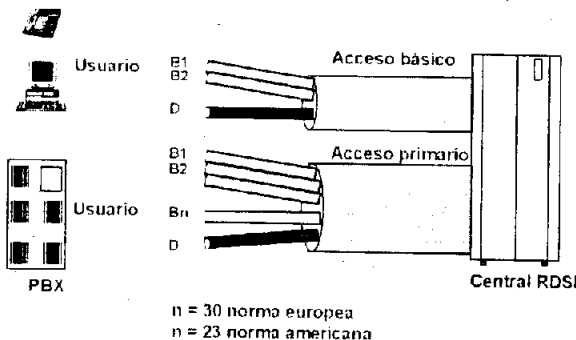 Usuario
B1
B2
D
Acceso básico
B1
B2
Bn
D
Acceso primario
Usuario
PBX
Central RDSI
n = 30 norma europea
n = 23 norma americana